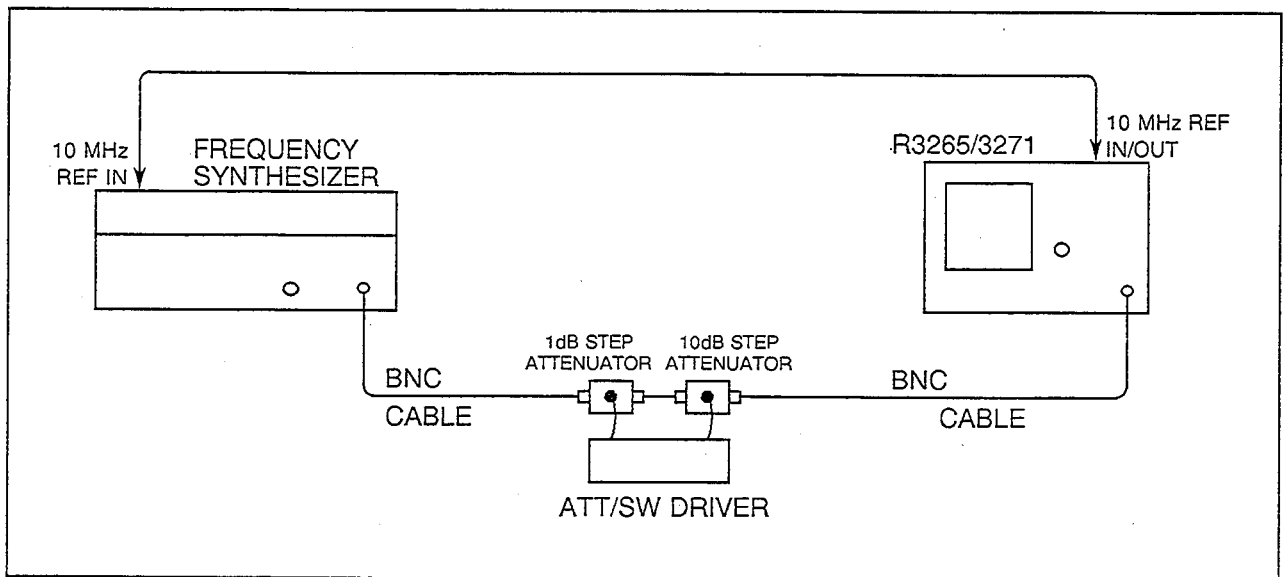 10 MHz
REF IN
FREQUENCY
SYNTHESIZER
R3265/3271
10 MHz REF
IN/OUT
1dB STEP
ATTENUATOR
10dB STEP
ATTENUATOR
BNC
CABLE
BNC
CABLE
ATT/SW DRIVER